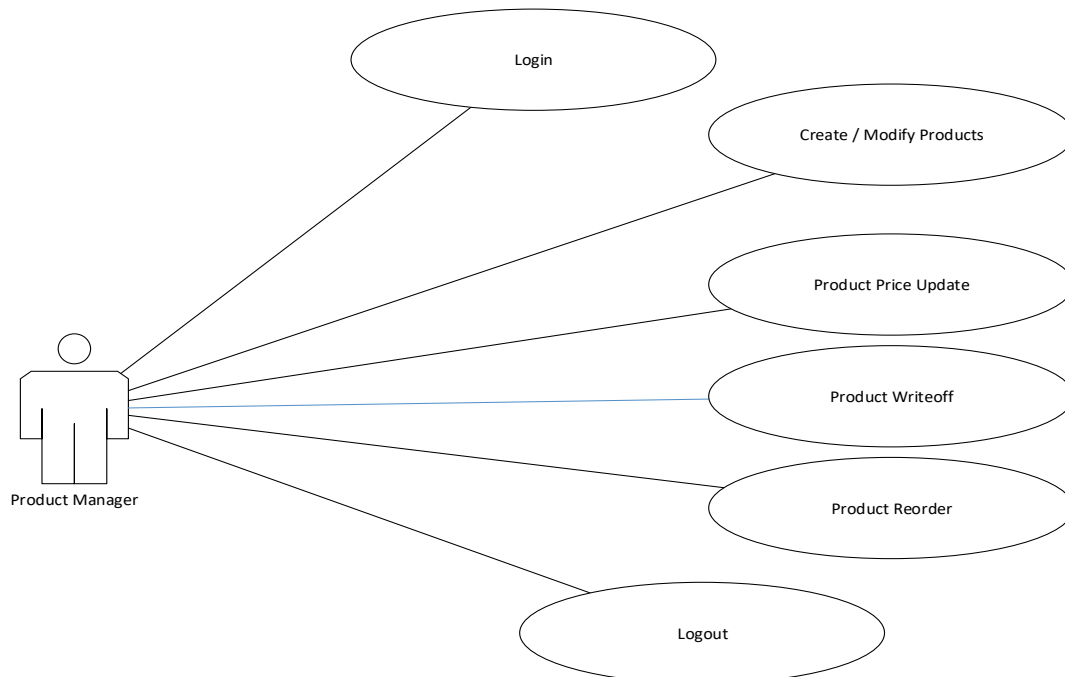 Login
Create / Modify Products
Product Price Update
Product Writeoff
Product Manager
Product Reorder
Logout